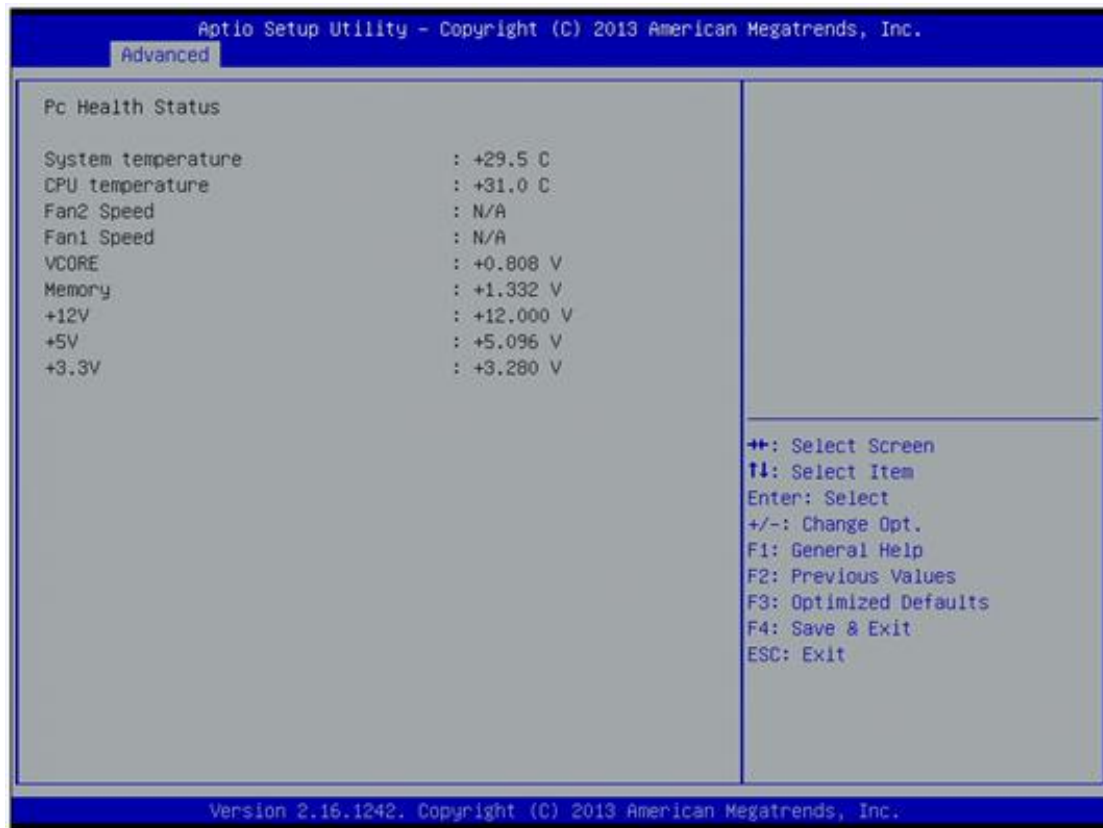 Aptio Setup Utility – Copyright (C) 2013 American Megatrends, Inc.
Advanced
Pc Health Status
System temperature : +29.5 C
CPU temperature : +31.0 C
Fan2 Speed : N/A
Fan1 Speed : N/A
VCORE : +0.808 V
Memory : +1.332 V
+12V : +12.000 V
+5V : +5.096 V
+3.3V : +3.280 V
→←: Select Screen
↑↓: Select Item
Enter: Select
+/-: Change Opt.
F1: General Help
F2: Previous Values
F3: Optimized Defaults
F4: Save & Exit
ESC: Exit
Version 2.16.1242. Copyright (C) 2013 American Megatrends, Inc.